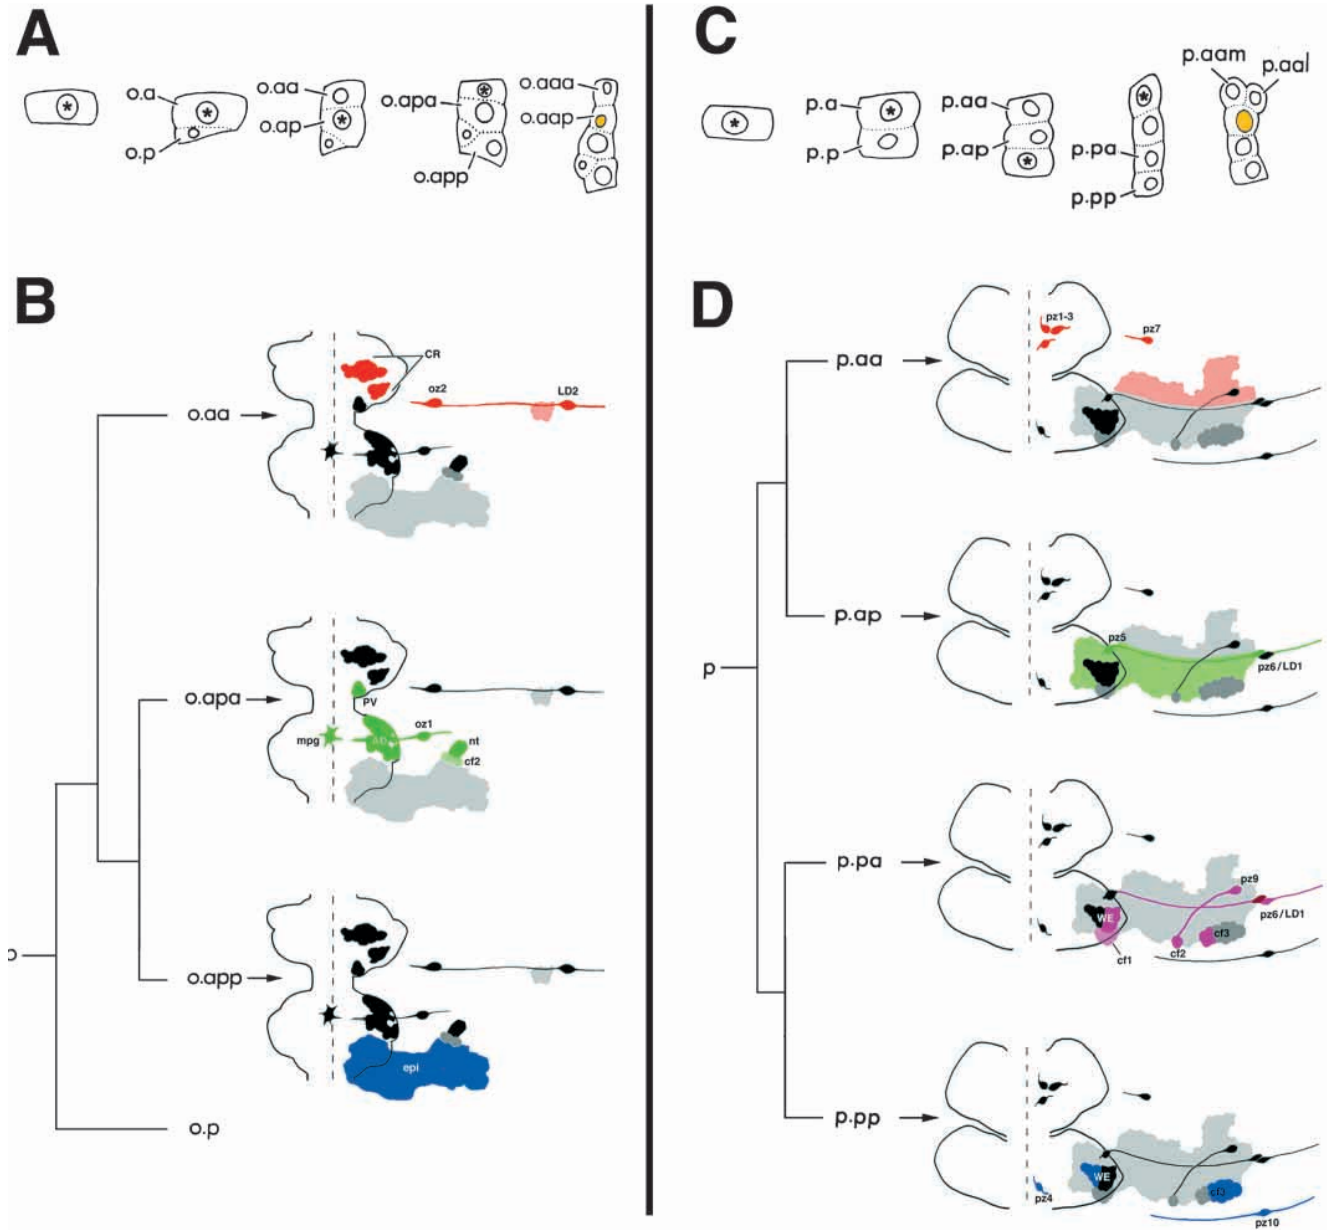 A
o.a
o.p
o.aa
o.ap
o.apa
o.app
o.aaa
o.aap
B
o.aa
CR
oz2
LD2
o.apa
PV
mpg
AD
oz1
nt
cf2
o
o.app
epi
o.p
C
p.a
p.p
p.aa
p.ap
p.pa
p.pp
p.aam
p.aal
D
p.aa
pz1-3
pz7
p.ap
pz5
pz6/LD1
p
p.pa
WE
pz9
pz6/LD1
cf3
cf1
cf2
p.pp
WE
cf3
pz4
pz10